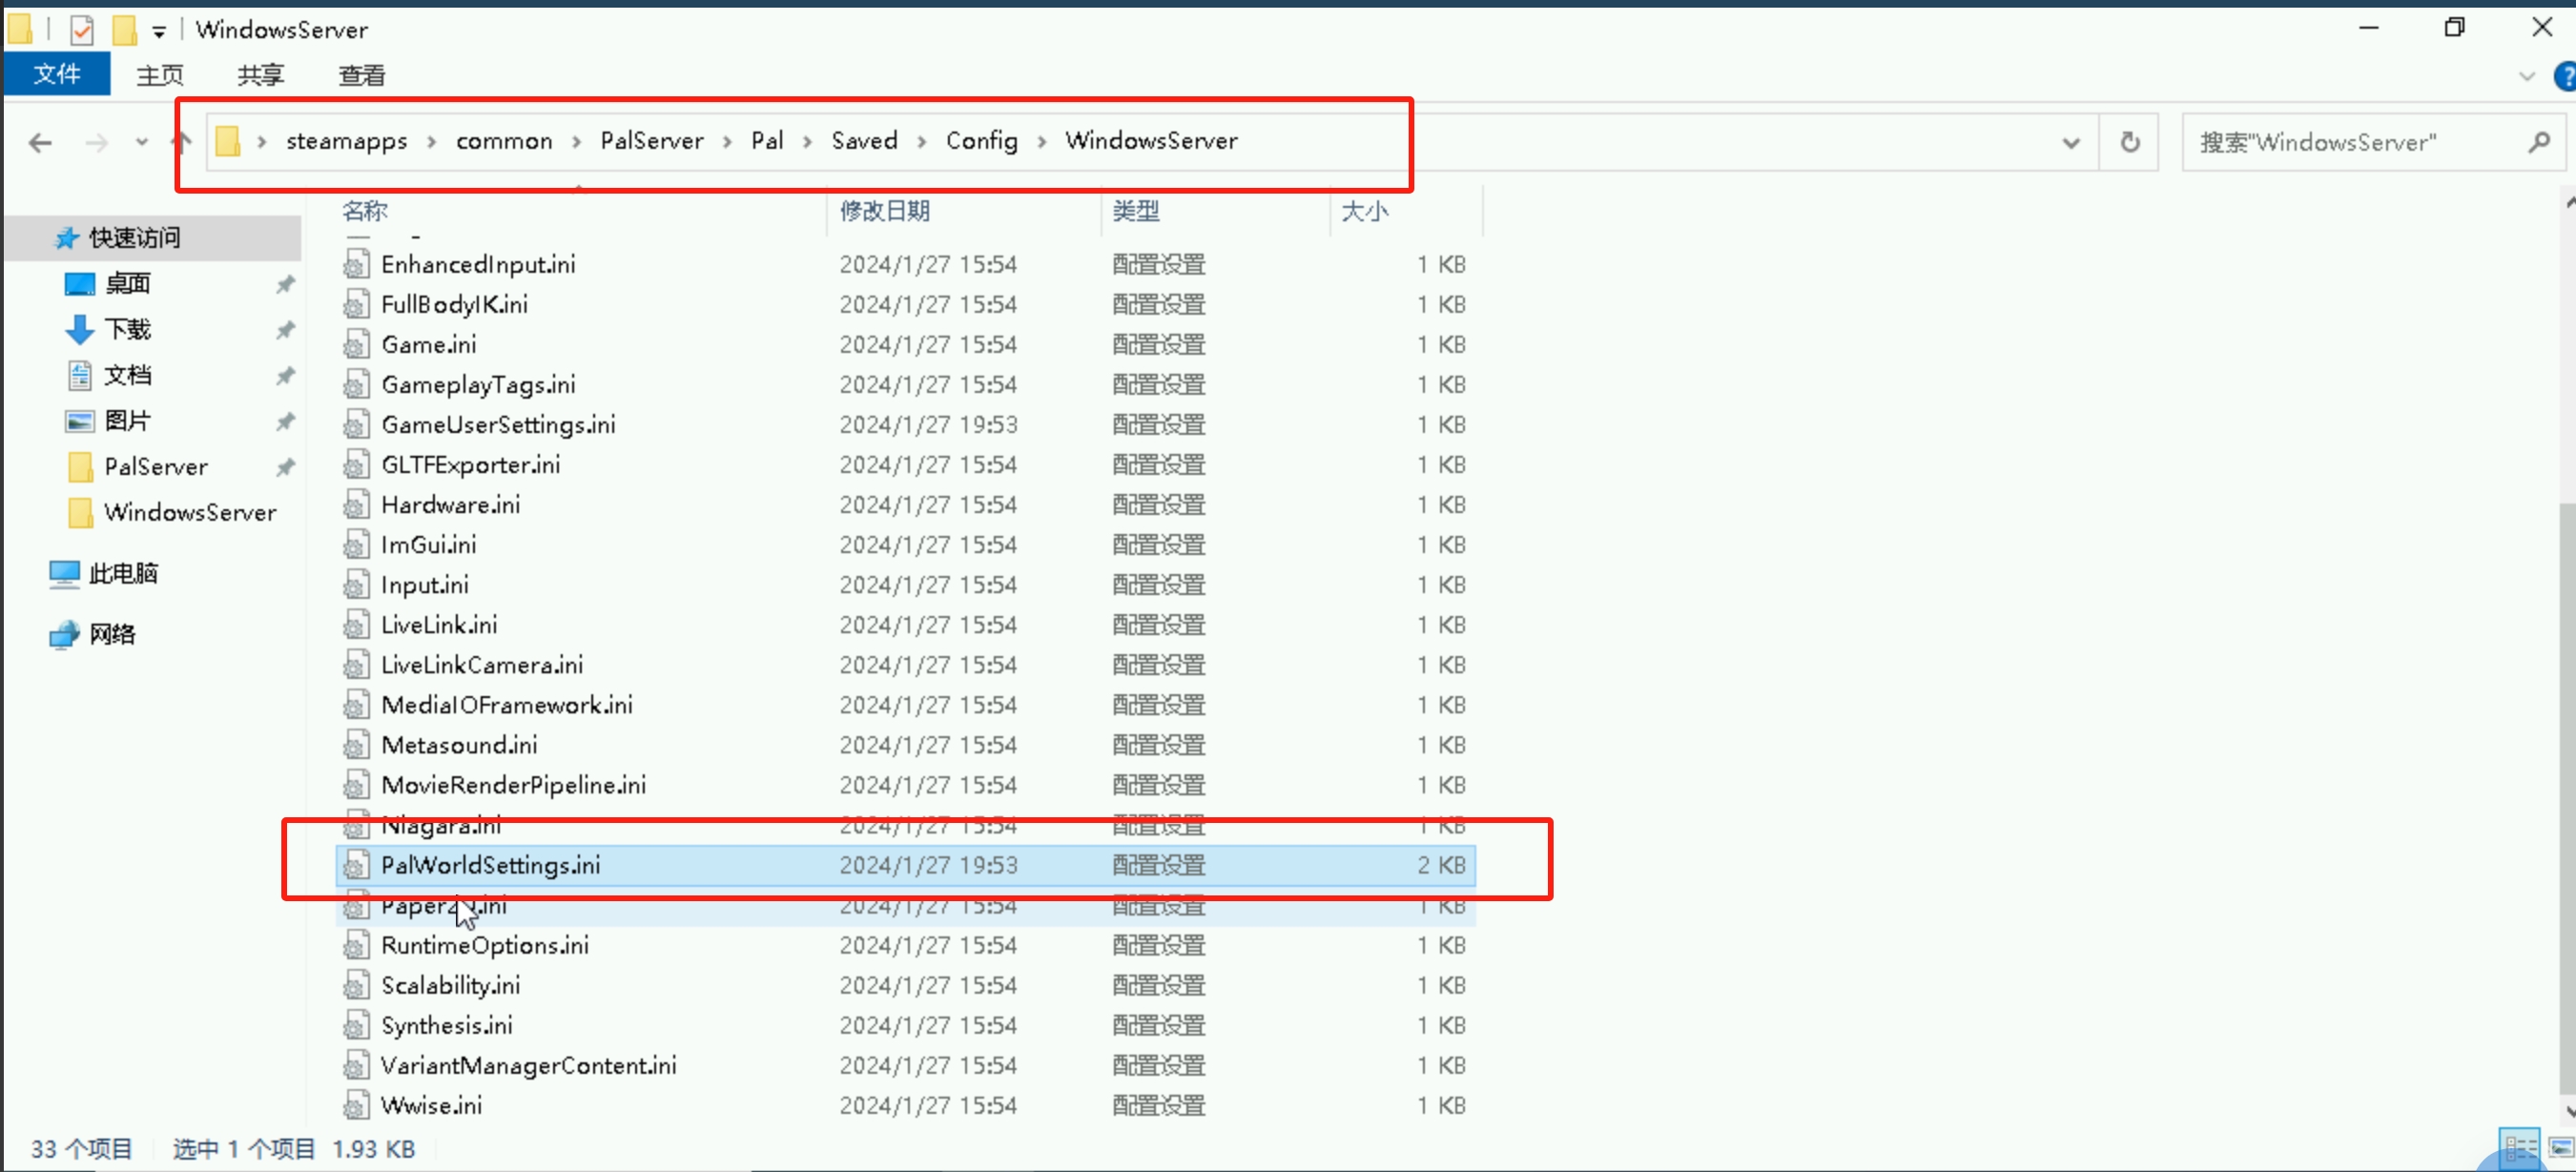 WindowsServer
文件 主页 共享 查看
steamapps > common > PalServer > Pal > Saved > Config > WindowsServer
搜索"WindowsServer"
名称 修改日期 类型 大小
快速访问
桌面
下载
文档
图片
PalServer
WindowsServer
此电脑
网络
EnhancedInput.ini 2024/1/27 15:54 配置设置 1 KB
FullBodyIK.ini 2024/1/27 15:54 配置设置 1 KB
Game.ini 2024/1/27 15:54 配置设置 1 KB
GameplayTags.ini 2024/1/27 15:54 配置设置 1 KB
GameUserSettings.ini 2024/1/27 19:53 配置设置 1 KB
GLTFExporter.ini 2024/1/27 15:54 配置设置 1 KB
Hardware.ini 2024/1/27 15:54 配置设置 1 KB
ImGui.ini 2024/1/27 15:54 配置设置 1 KB
Input.ini 2024/1/27 15:54 配置设置 1 KB
LiveLink.ini 2024/1/27 15:54 配置设置 1 KB
LiveLinkCamera.ini 2024/1/27 15:54 配置设置 1 KB
MediaIOFramework.ini 2024/1/27 15:54 配置设置 1 KB
Metasound.ini 2024/1/27 15:54 配置设置 1 KB
MovieRenderPipeline.ini 2024/1/27 15:54 配置设置 1 KB
Niagara.ini 2024/1/27 15:54 配置设置 1 KB
PalWorldSettings.ini 2024/1/27 19:53 配置设置 2 KB
Paper2D.ini 2024/1/27 15:54 配置设置 1 KB
RuntimeOptions.ini 2024/1/27 15:54 配置设置 1 KB
Scalability.ini 2024/1/27 15:54 配置设置 1 KB
Synthesis.ini 2024/1/27 15:54 配置设置 1 KB
VariantManagerContent.ini 2024/1/27 15:54 配置设置 1 KB
Wwise.ini 2024/1/27 15:54 配置设置 1 KB
33 个项目 选中 1 个项目 1.93 KB